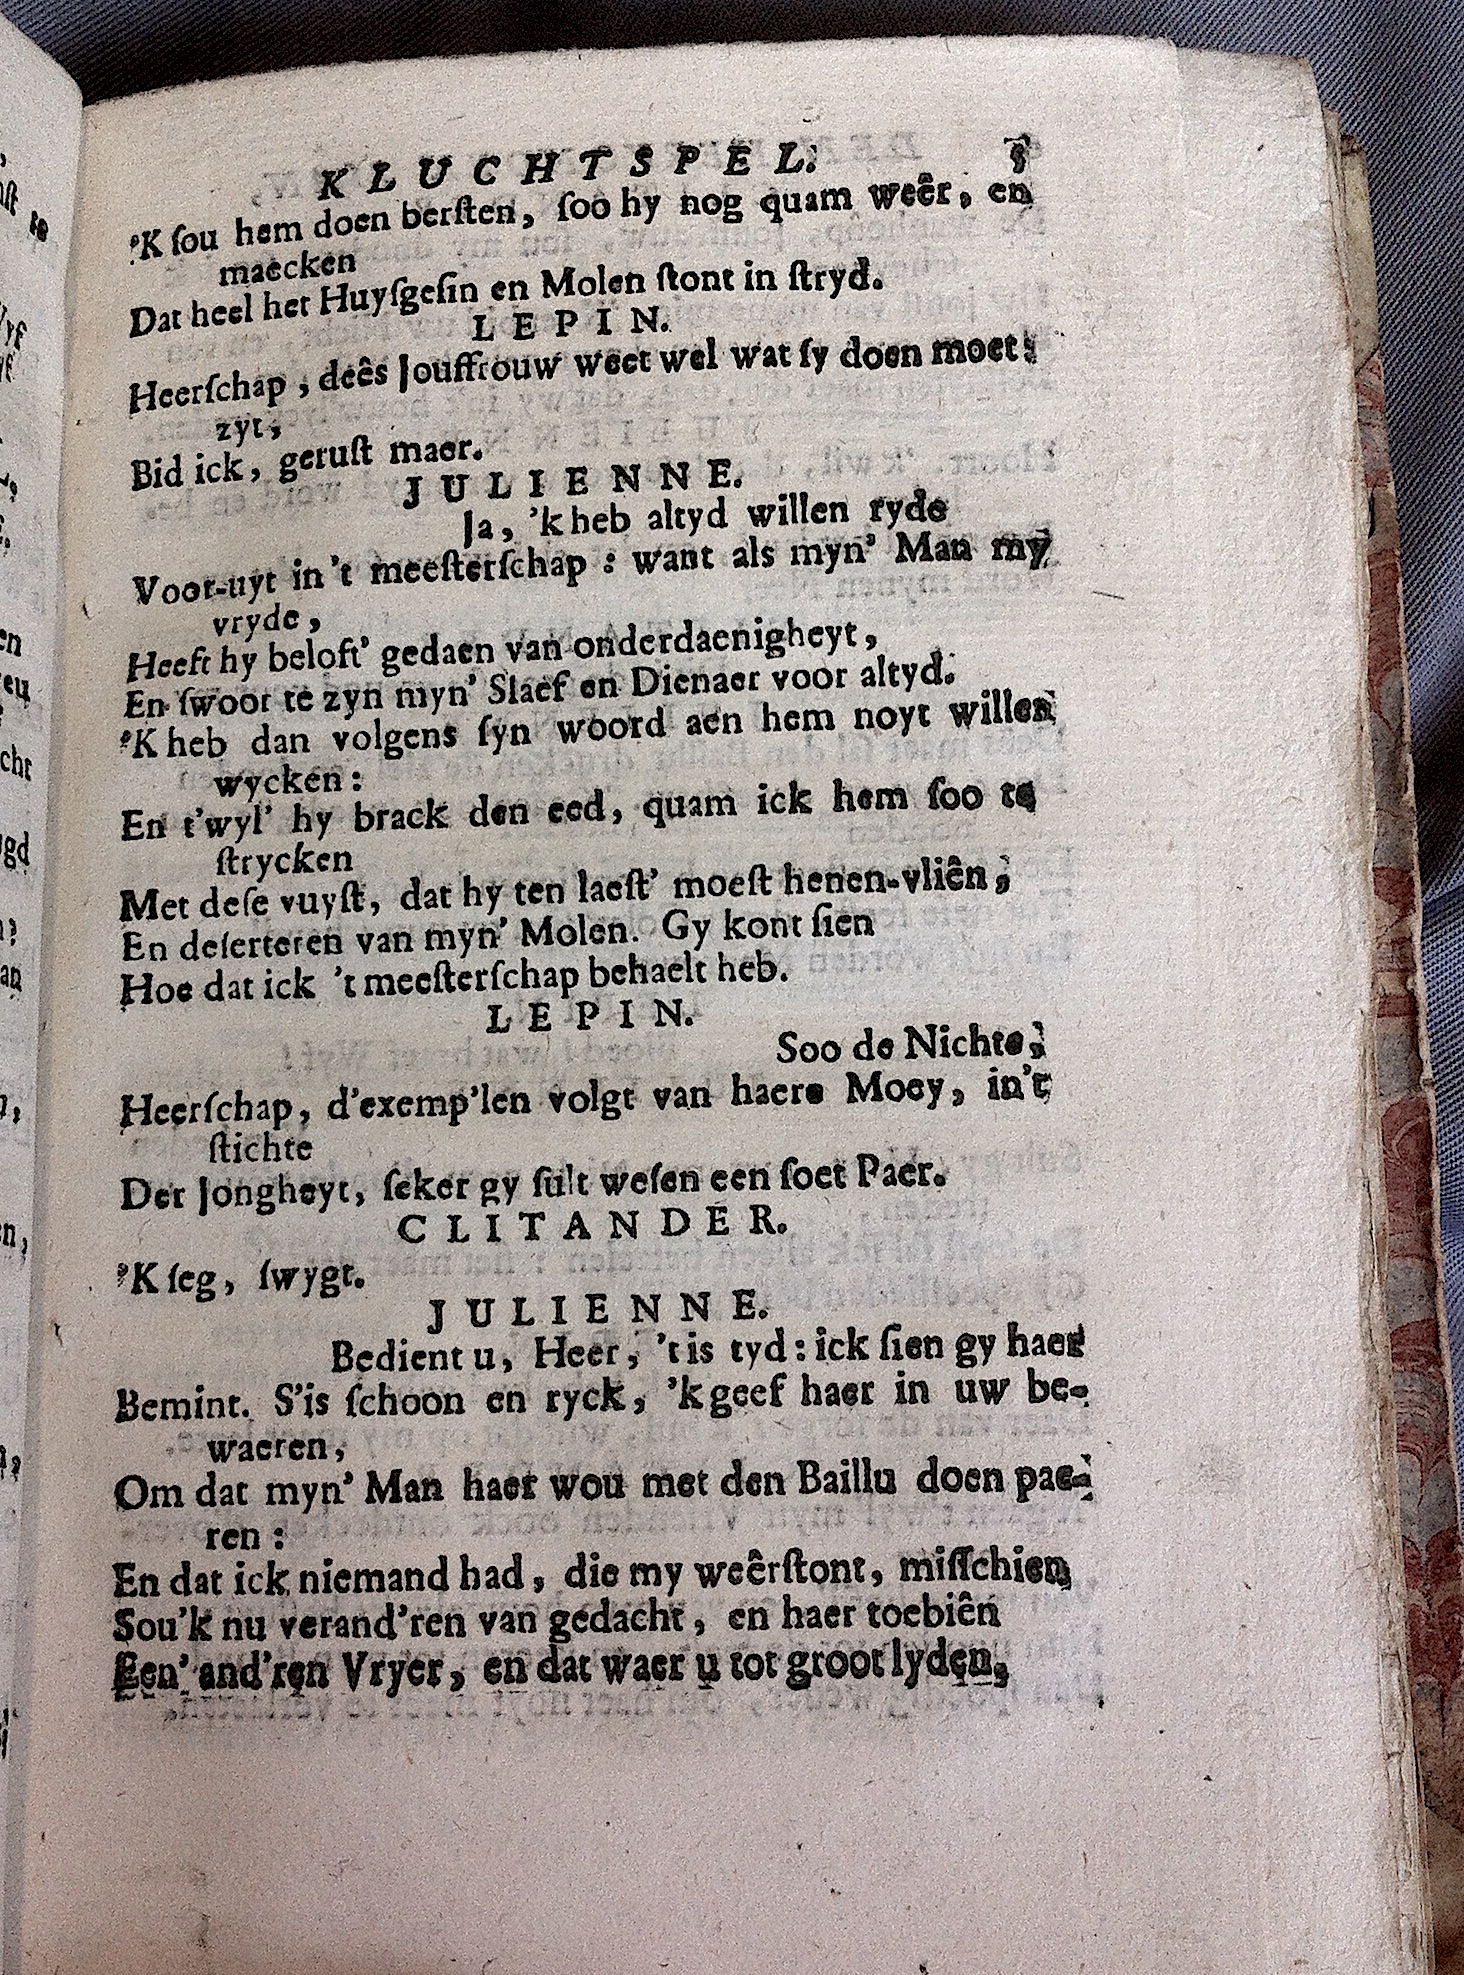 KLUCHTSPEL. 5
'K ſou hem doen berſten, ſoo hy nog quam weêr, en
maecken
Dat heel het Huyſgeſin en Molen ſtont in ſtryd.
LEPIN.
Heerſchap, deês Jouffrouw weet wel wat ſy doen moet:
zyt,
Bid ick, geruſt maer.
JULIENNE.
Ja, 'k heb altyd willen ryde
Voor-uyt in 't meeſterſchap: want als myn' Man my
vryde,
Heeft hy beloft' gedaen van onderdaenigheyt,
En ſwoor te zyn myn' Slaef en Dienaer voor altyd.
'K heb dan volgens ſyn woord aen hem noyt willen
wycken:
En t'wyl' hy brack den eed, quam ick hem ſoo te
ſtrycken
Met deſe vuyſt, dat hy ten laeſt' moeſt henen-vliên,
En deſerteren van myn' Molen. Gy kont ſien
Hoe dat ick 't meeſterſchap behaelt heb.
LEPIN.
Soo de Nichte,
Heerſchap, d'exemp'len volgt van haere Moey, in't
ſtichte
Der Jongheyt, ſeker gy ſult weſen een ſoet Paer.
CLITANDER.
'K ſeg, ſwygt.
JULIENNE.
Bedient u, Heer, 't is tyd: ick ſien gy haer
Bemint. S'is ſchoon en ryck, 'k geef haer in uw be-
waeren,
Om dat myn' Man haer wou met den Baillu doen pae-
ren:
En dat ick niemand had, die my weêrſtont, miſſchien
Sou'k nu verand'ren van gedacht, en haer toebiên
Een' and'ren Vryer, en dat waer u tot groot lyden,